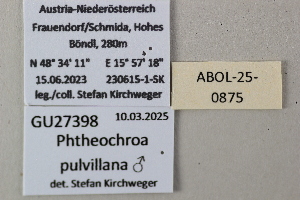 Austria-Niederösterreich
Frauendorf/Schmida, Hohes
Böndl, 280m
N 48° 34' 11" E 15° 57' 18"
15.06.2023 230615-1-SK
leg./coll. Stefan Kirchweger
ABOL-25-
0875
GU27398 10.03.2025
Phtheochroa
pulvillana ♂
det. Stefan Kirchweger